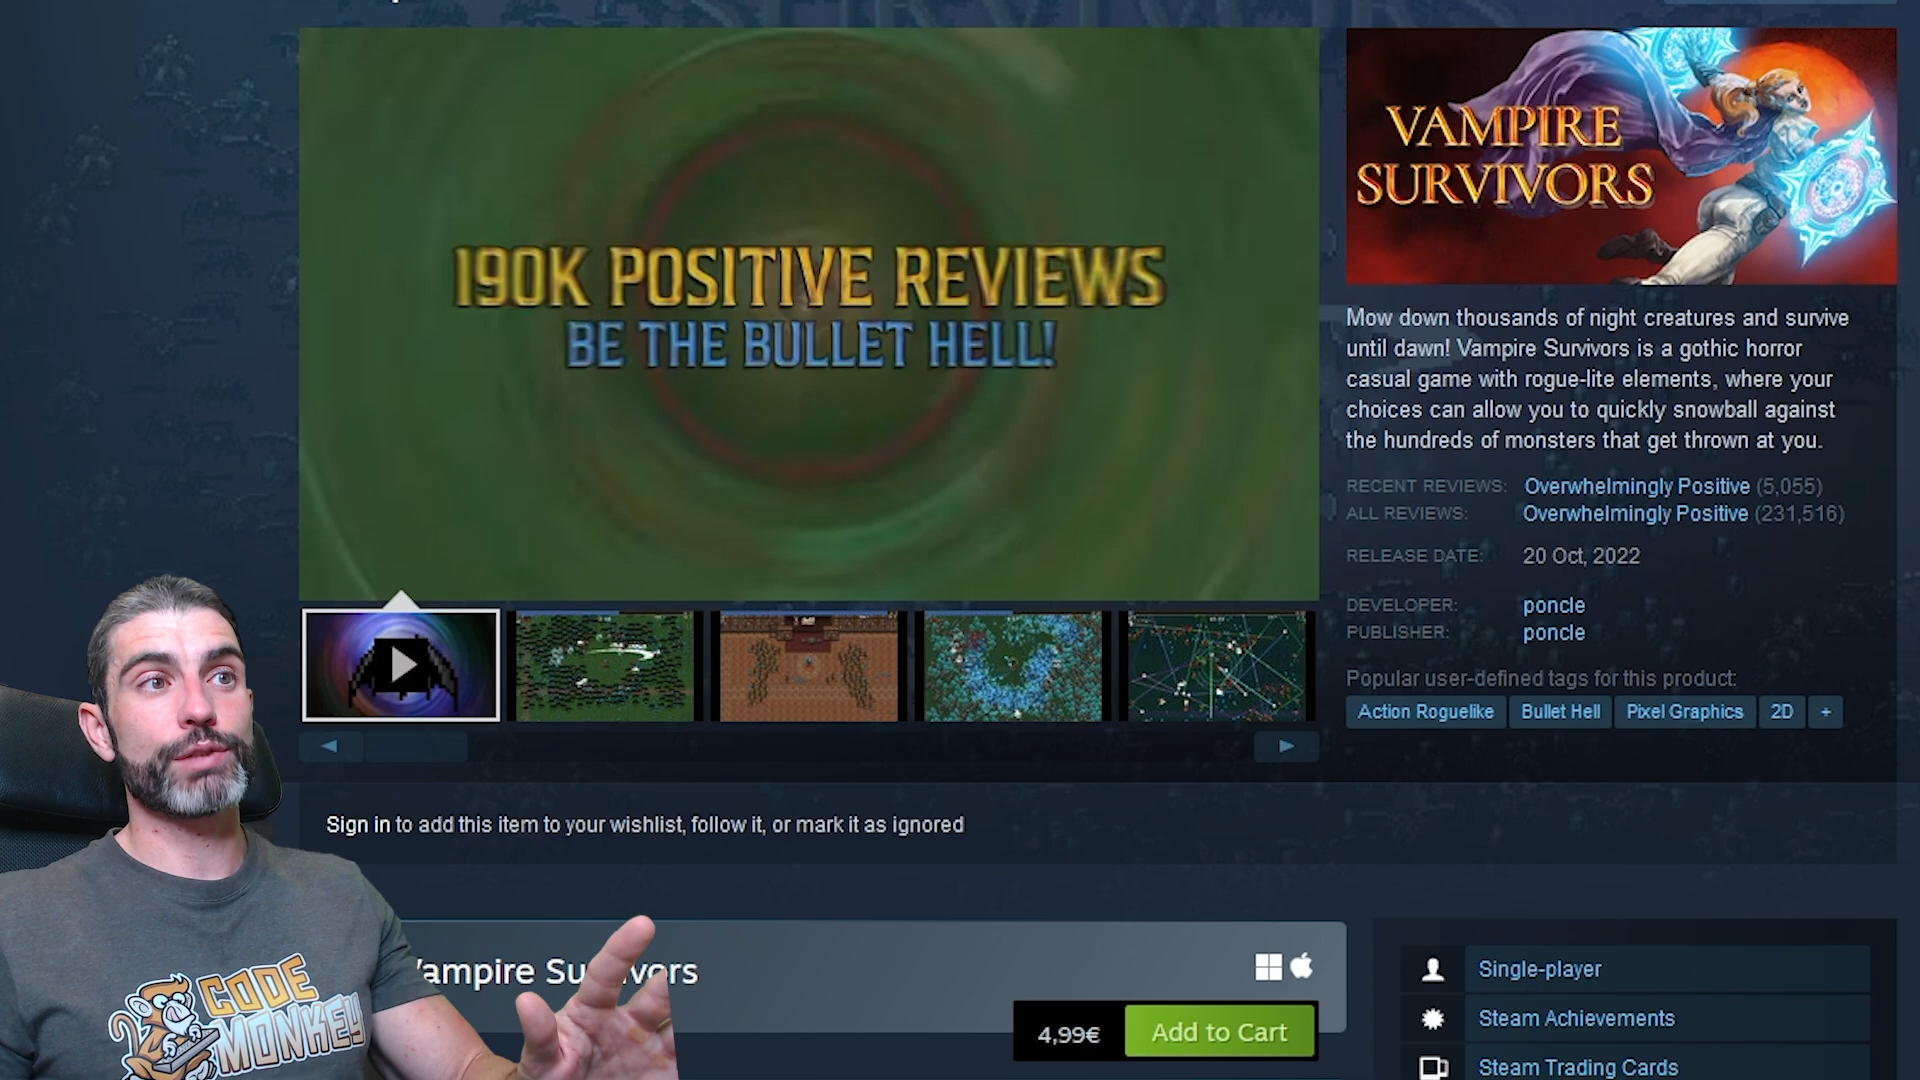 190K POSITIVE REVIEWS
BE THE BULLET HELL!
VAMPIRE
SURVIVORS
Mow down thousands of night creatures and survive
until dawn! Vampire Survivors is a gothic horror
casual game with rogue-lite elements, where your
choices can allow you to quickly snowball against
the hundreds of monsters that get thrown at you.
RECENT REVIEWS: Overwhelmingly Positive (5,055)
ALL REVIEWS: Overwhelmingly Positive (231,516)
RELEASE DATE: 20 Oct, 2022
DEVELOPER: poncle
PUBLISHER: poncle
Popular user-defined tags for this product:
Action Roguelike Bullet Hell Pixel Graphics 2D +
Sign in to add this item to your wishlist, follow it, or mark it as ignored
Vampire Survivors
4,99€ Add to Cart
Single-player
Steam Achievements
Steam Trading Cards
CODE
MONKEY